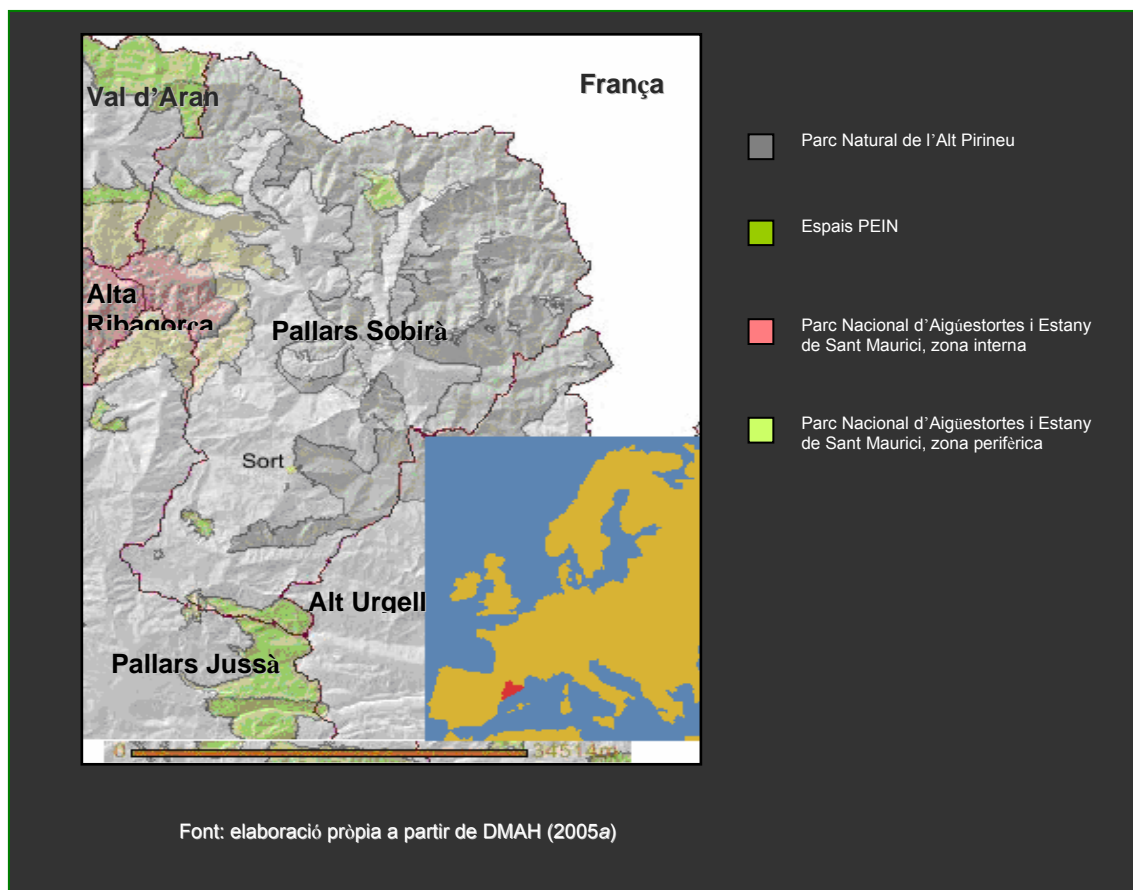 Val d’Aran
França
Alta
Ribagorça
Pallars Sobirà
Sort
Alt Urgell
Pallars Jussà
0 34514m
Parc Natural de l’Alt Pirineu
Espais PEIN
Parc Nacional d’Aigüestortes i Estany
de Sant Maurici, zona interna
Parc Nacional d’Aigüestortes i Estany
de Sant Maurici, zona perifèrica
Font: elaboració pròpia a partir de DMAH (2005a)